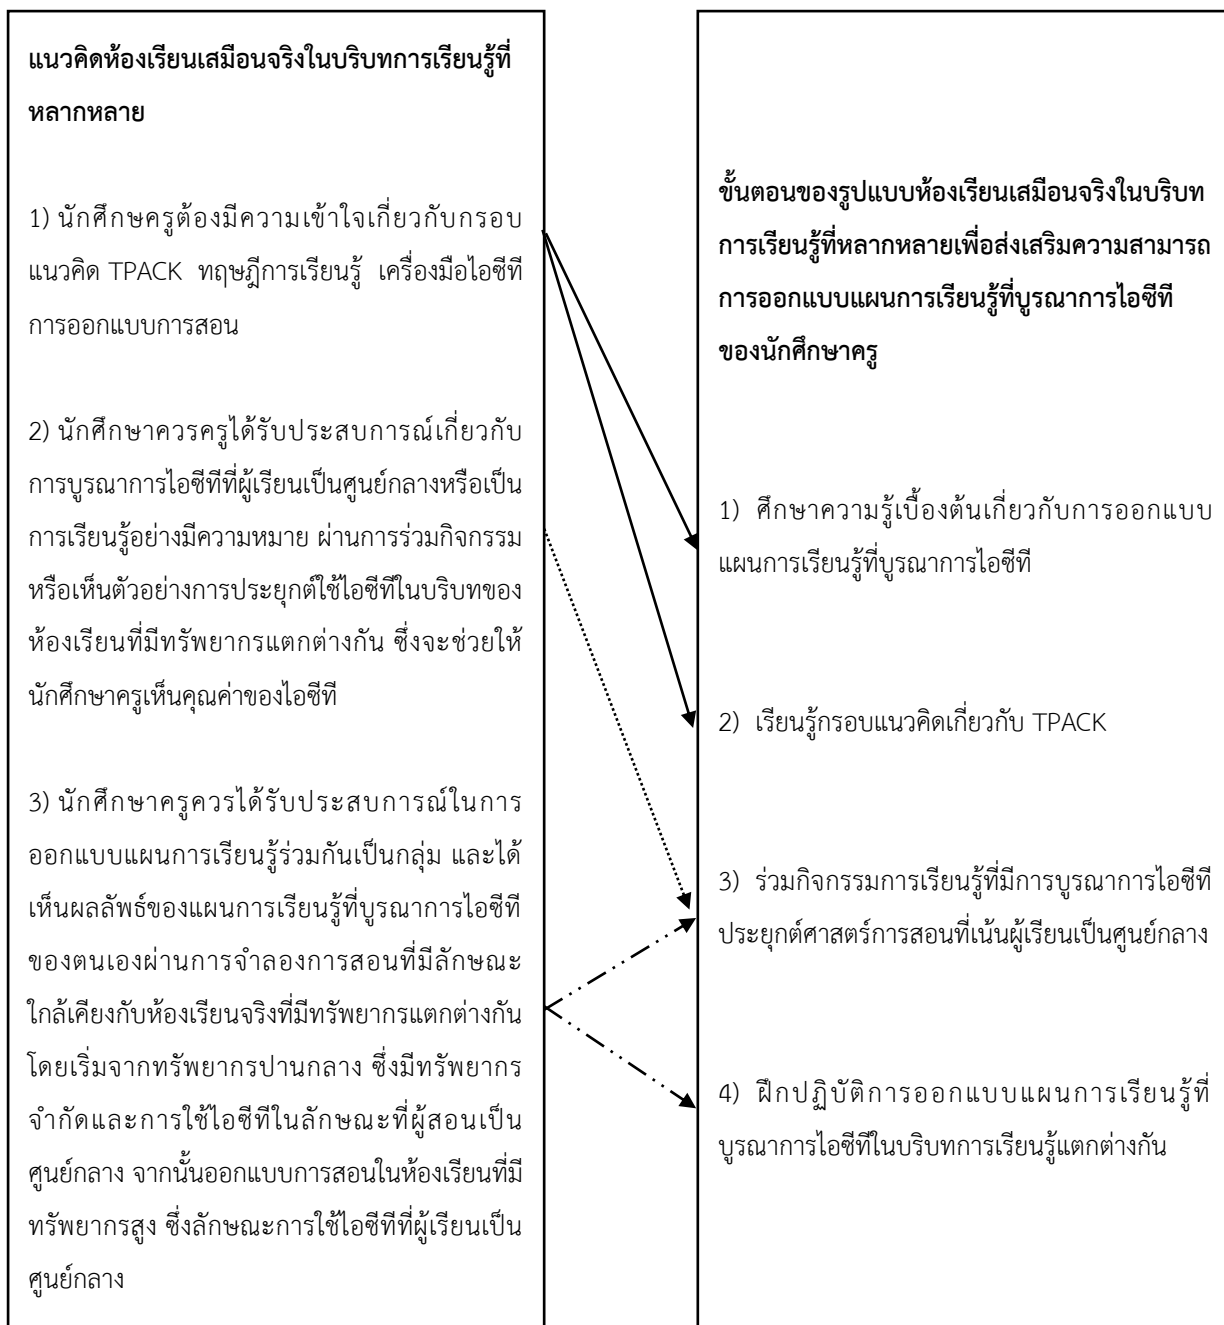 แนวคิดห้องเรียนเสมือนจริงในบริบทการเรียนรู้ที่
หลากหลาย
1) นักศึกษครูต้องมีความเข้าใจเกี่ยวกับกรอบ
แนวคิด TPACK ทฤษฎีการเรียนรู้ เครื่องมือไอซีที
การออกแบบการสอน
2) นักศึกษาควรครูได้รับประสบการณ์เกี่ยวกับ
การบูรณาการไอซีทีที่ผู้เรียนเป็นศูนย์กลางหรือเป็น
การเรียนรู้อย่างมีความหมาย ผ่านการร่วมกิจกรรม
หรือเห็นตัวอย่างการประยุกต์ใช้ไอซีทีในบริบทของ
ห้องเรียนที่มีทรัพยากรแตกต่างกัน ซึ่งจะช่วยให้
นักศึกษาครูเห็นคุณค่าของไอซีที
3) นักศึกษาครูควรได้รับประสบการณ์ในการ
ออกแบบแผนการเรียนรู้ร่วมกันเป็นกลุ่ม และได้
เห็นผลลัพธ์ของแผนการเรียนรู้ที่บูรณาการไอซีที
ของตนเองผ่านการจำลองการสอนที่มีลักษณะ
ใกล้เคียงกับห้องเรียนจริงที่มีทรัพยากรแตกต่างกัน
โดยเริ่มจากทรัพยากรปานกลาง ซึ่งมีทรัพยากร
จำกัดและการใช้ไอซีทีในลักษณะที่ผู้สอนเป็น
ศูนย์กลาง จากนั้นออกแบบการสอนในห้องเรียนที่มี
ทรัพยากรสูง ซึ่งลักษณะการใช้ไอซีทีที่ผู้เรียนเป็น
ศูนย์กลาง
ขั้นตอนของรูปแบบห้องเรียนเสมือนจริงในบริบท
การเรียนรู้ที่หลากหลายเพื่อส่งเสริมความสามารถ
การออกแบบแผนการเรียนรู้ที่บูรณาการไอซีที
ของนักศึกษาครู
1) ศึกษาความรู้เบื้องต้นเกี่ยวกับการออกแบบ
แผนการเรียนรู้ที่บูรณาการไอซีที
2) เรียนรู้กรอบแนวคิดเกี่ยวกับ TPACK
3) ร่วมกิจกรรมการเรียนรู้ที่มีการบูรณาการไอซีที
ประยุกต์ศาสตร์การสอนที่เน้นผู้เรียนเป็นศูนย์กลาง
4) ฝึกปฏิบัติการออกแบบแผนการเรียนรู้ที่
บูรณาการไอซีทีในบริบทการเรียนรู้แตกต่างกัน